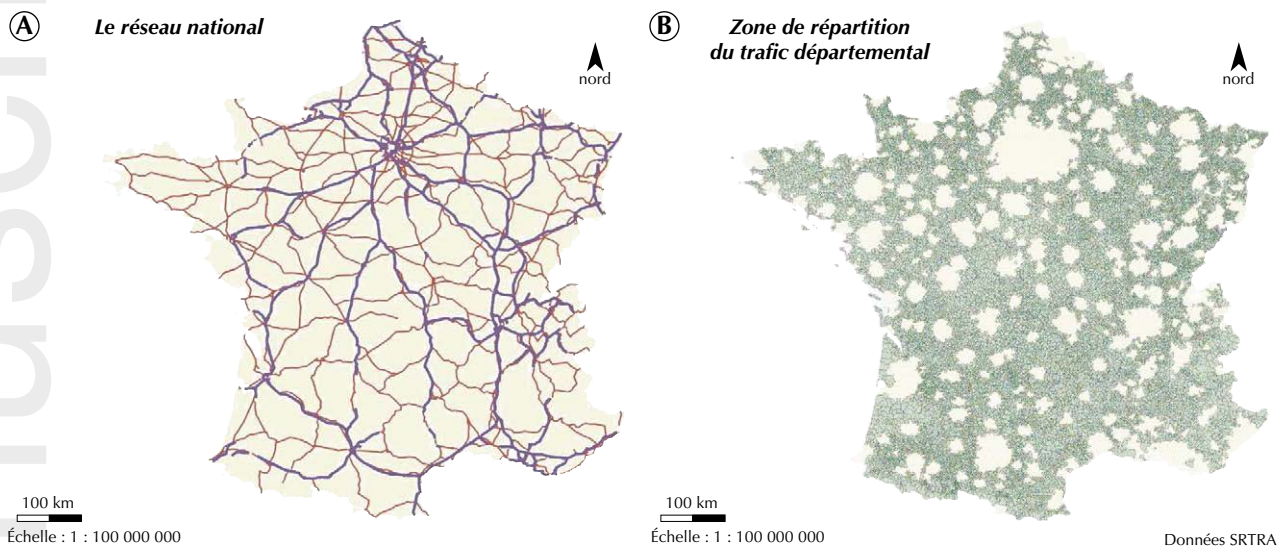 A
Le réseau national
nord
100 km
Échelle : 1 : 100 000 000
B
Zone de répartition
du trafic départemental
nord
100 km
Échelle : 1 : 100 000 000
Données SRTRA